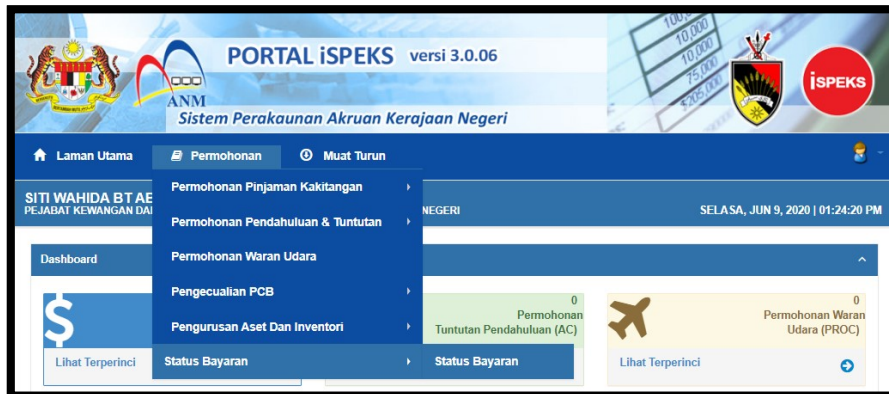 PORTAL iSPEKS versi 3.0.06
ANM
Sistem Perakaunan Akruan Kerajaan Negeri
iSPEKS
Laman Utama Permohonan Muat Turun
SITI WAHIDA BT
PEJABAT KEWANGAN NEGERI
SELASA, JUN 9, 2020 | 01:24:20 PM
Permohonan Pinjaman Kakitangan
Permohonan Pendahuluan & Tuntutan
Permohonan Waran Udara
Pengecualian PCB
Pengurusan Aset Dan Inventori
Status Bayaran Status Bayaran
Dashboard
$
Lihat Terperinci
0
Permohonan
Tuntutan Pendahuluan (AC)
0
Permohonan Waran
Udara (PROC)
Lihat Terperinci